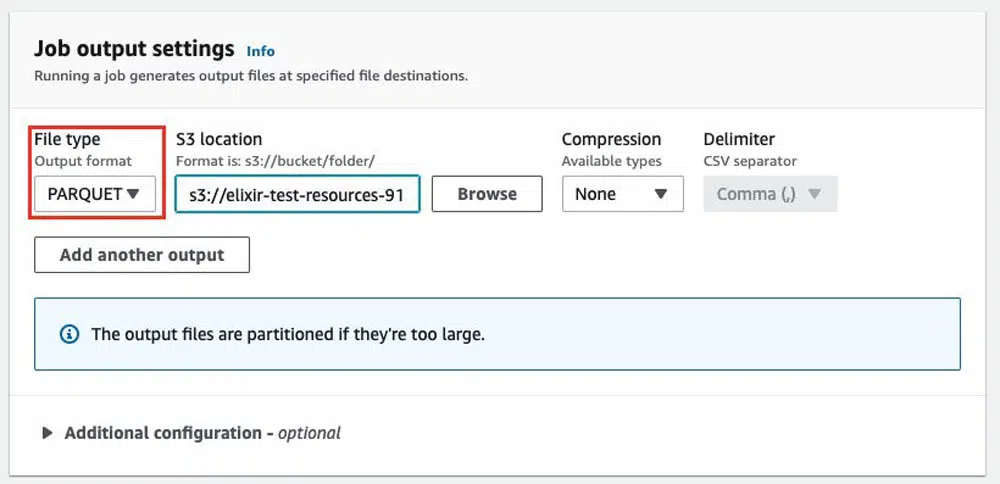 Job output settings Info
Running a job generates output files at specified file destinations.
File type
Output format
PARQUET
S3 location
Format is: s3://bucket/folder/
s3://elixir-test-resources-91
Browse
Compression
Available types
None
Delimiter
CSV separator
Comma (,)
Add another output
The output files are partitioned if they're too large.
Additional configuration - optional